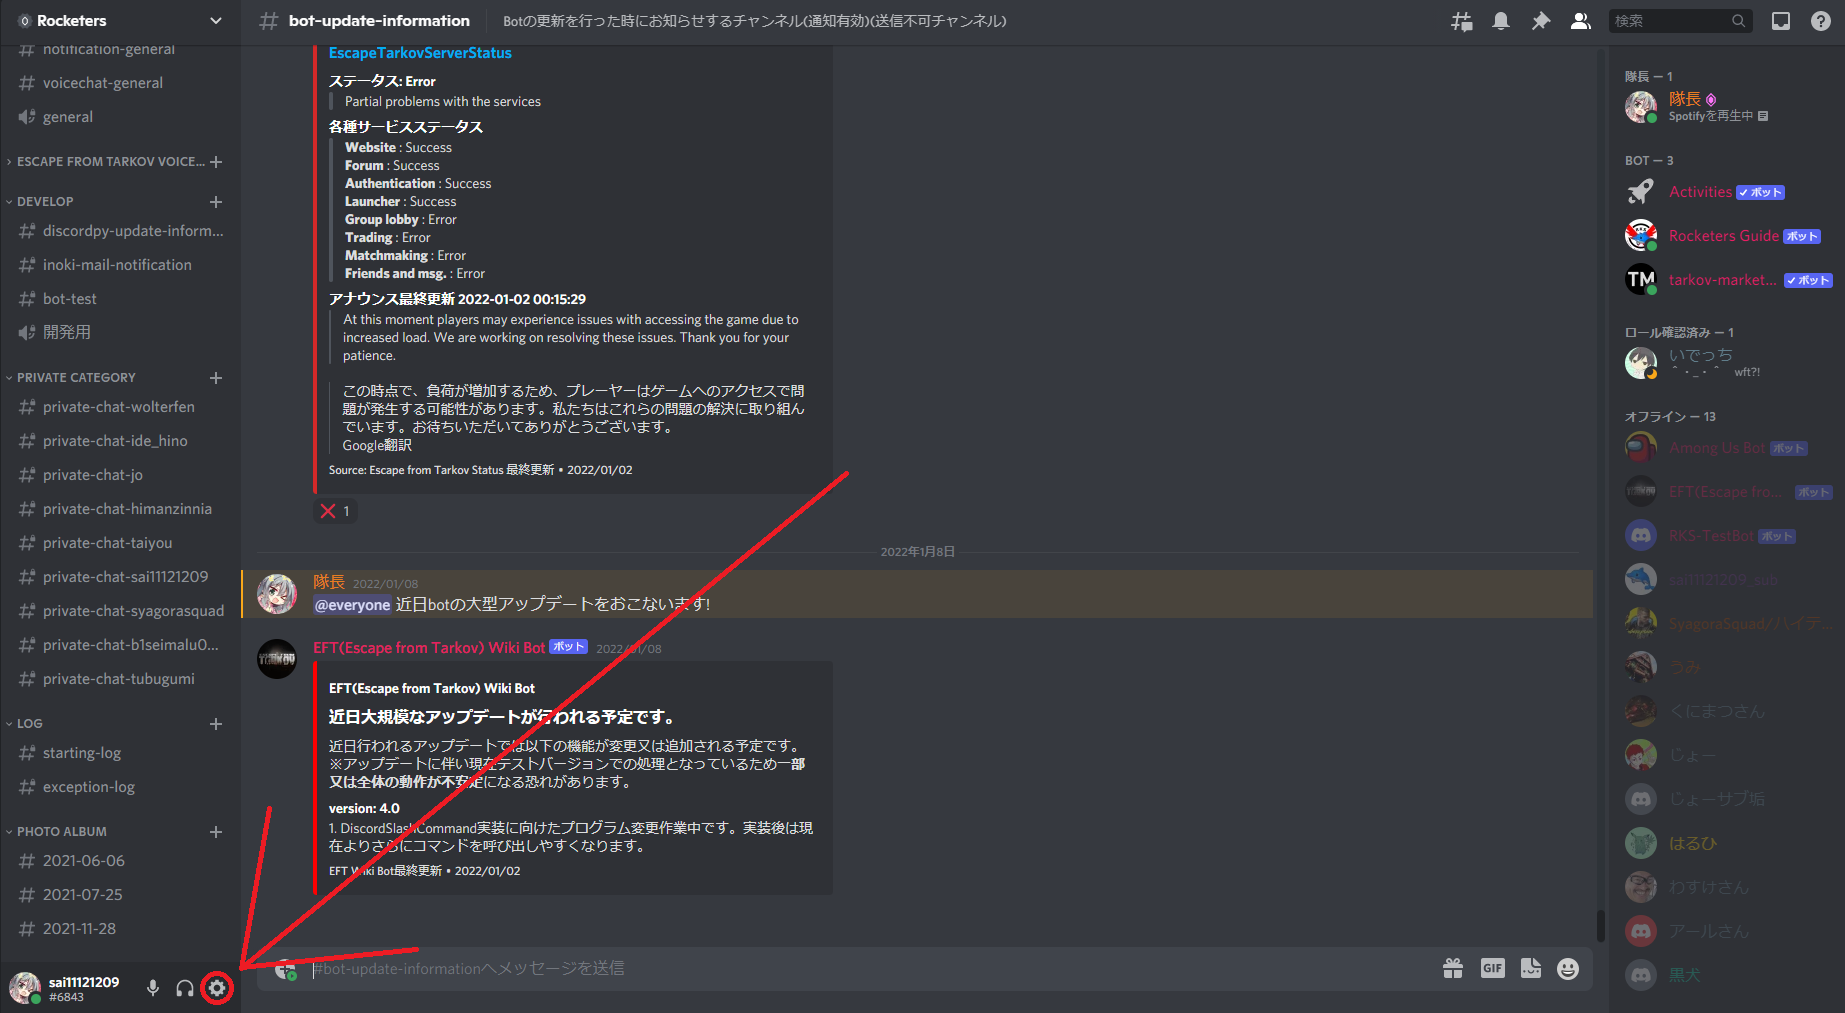 Rocketers
notification-general
voicechat-general
general
ESCAPE FROM TARKOV VOICE...
DEVELOP
discordpy-update-inform...
inoki-mail-notification
bot-test
開発用
PRIVATE CATEGORY
private-chat-wolterfen
private-chat-ide_hino
private-chat-jo
private-chat-himanzinnia
private-chat-taiyou
private-chat-sai11121209
private-chat-syagorasquad
private-chat-b1seimalu0...
private-chat-tubugumi
LOG
starting-log
exception-log
PHOTO ALBUM
2021-06-06
2021-07-25
2021-11-28
sai11121209
#6843
bot-update-information
Botの更新を行った時にお知らせするチャンネル(通知有効)(送信不可チャンネル)
検索
EscapeTarkovServerStatus
ステータス: Error
Partial problems with the services
各種サービスステータス
Website : Success
Forum : Success
Authentication : Success
Launcher : Success
Group lobby : Error
Trading : Error
Matchmaking : Error
Friends and msg. : Error
アナウンス最終更新 2022-01-02 00:15:29
At this moment players may experience issues with accessing the game due to
increased load. We are working on resolving these issues. Thank you for your
patience.
この時点で、負荷が増加するため、プレーヤーはゲームへのアクセスで問
題が発生する可能性があります。私たちはこれらの問題の解決に取り組ん
でいます。お待ちいただいてありがとうございます。
Google翻訳
Source: Escape from Tarkov Status 最終更新 • 2022/01/02
1
2022年1月8日
隊長 2022/01/08
@everyone 近日botの大型アップデートをおこないます!
EFT(Escape from Tarkov) Wiki Bot ボット 2022/01/08
EFT(Escape from Tarkov) Wiki Bot
近日大規模なアップデートが行われる予定です。
近日行われるアップデートでは以下の機能が変更又は追加される予定です。
※アップデートに伴い現在テストバージョンでの処理となっているため一部
又は全体の動作が不安定になる恐れがあります。
version: 4.0
1. DiscordSlashCommand実装に向けたプログラム変更作業中です。実装後は現
在よりさらにコマンドを呼び出しやすくなります。
EFT Wiki Bot最終更新 • 2022/01/02
#bot-update-informationへメッセージを送信
GIF
隊長 — 1
隊長
Spotifyを再生中
BOT — 3
Activities ✓ボット
Rocketers Guide ボット
TM
tarkov-market... ✓ボット
ロール確認済み — 1
いでっち
＾・_・＾ wft?!
オフライン — 13
Among Us Bot ボット
EFT(Escape fro... ボット
RKS-TestBot ボット
sai11121209_sub
SyagoraSquad/ハイテ...
うみ
くにまつさん
じょー
じょーサブ垢
はるひ
わすけさん
アールさん
黒犬